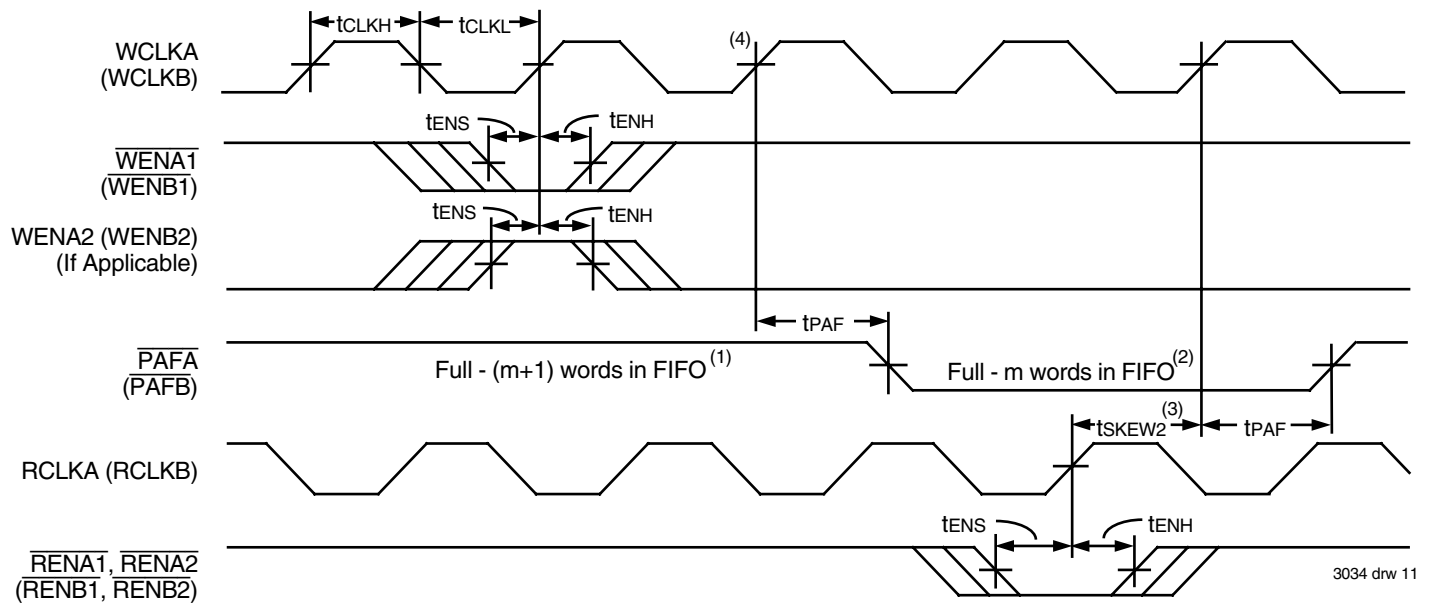 tCLKH
tCLKL
WCLKA
(WCLKB)
(4)
tENS
tENH
WENA1
(WENB1)
tENS
tENH
WENA2 (WENB2)
(If Applicable)
tPAF
PAFA
(PAFB)
Full - (m+1) words in FIFO(1)
Full - m words in FIFO(2)
(3)
tSKEW2
tPAF
RCLKA (RCLKB)
tENS
tENH
RENA1, RENA2
(RENB1, RENB2)
3034 drw 11